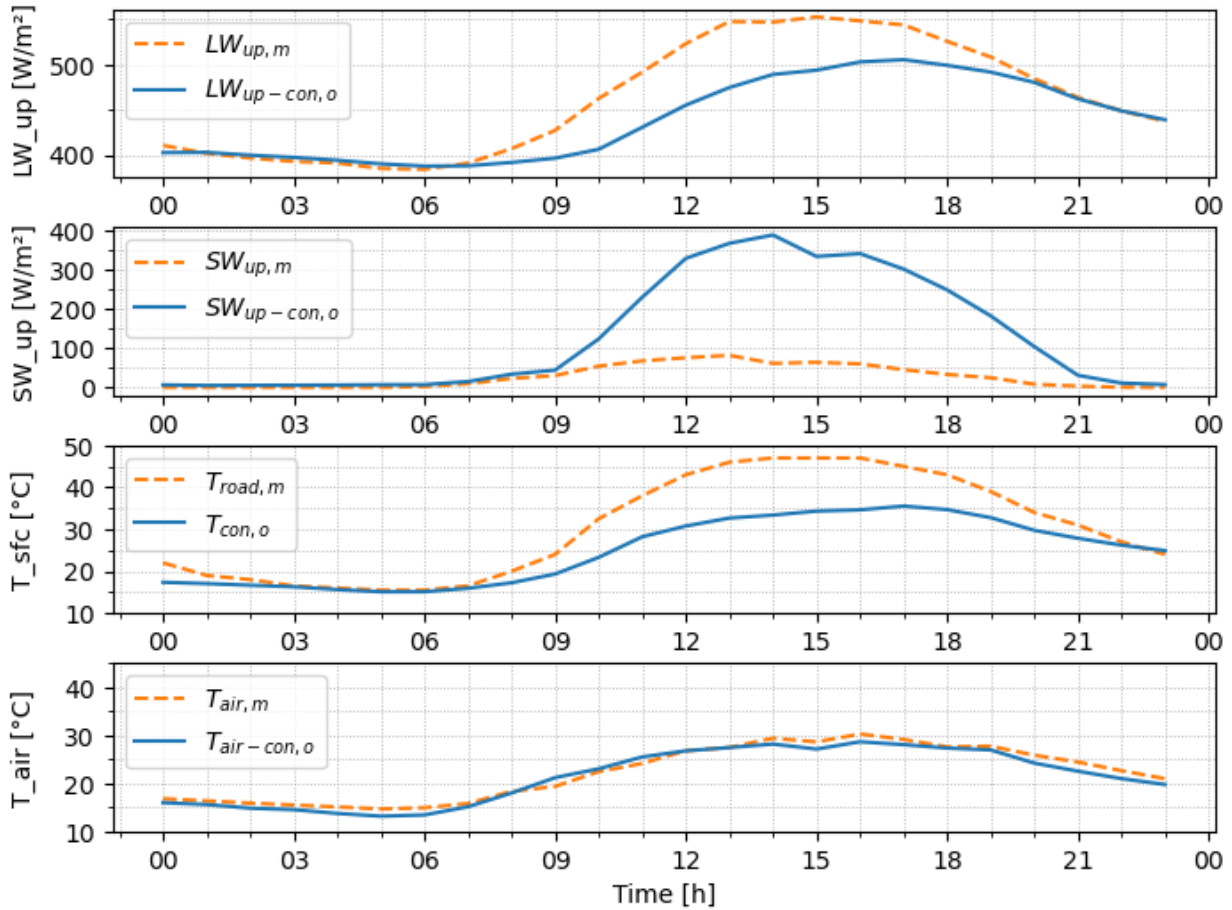 LW_up [W/m²]
500
400
LW_up,m
LW_up−con,o
00 03 06 09 12 15 18 21 00
SW_up [W/m²]
400
300
200
100
0
SW_up,m
SW_up−con,o
00 03 06 09 12 15 18 21 00
T_sfc [°C]
50
40
30
20
10
T_road,m
T_con,o
00 03 06 09 12 15 18 21 00
T_air [°C]
40
30
20
10
T_air,m
T_air−con,o
00 03 06 09 12 15 18 21 00
Time [h]